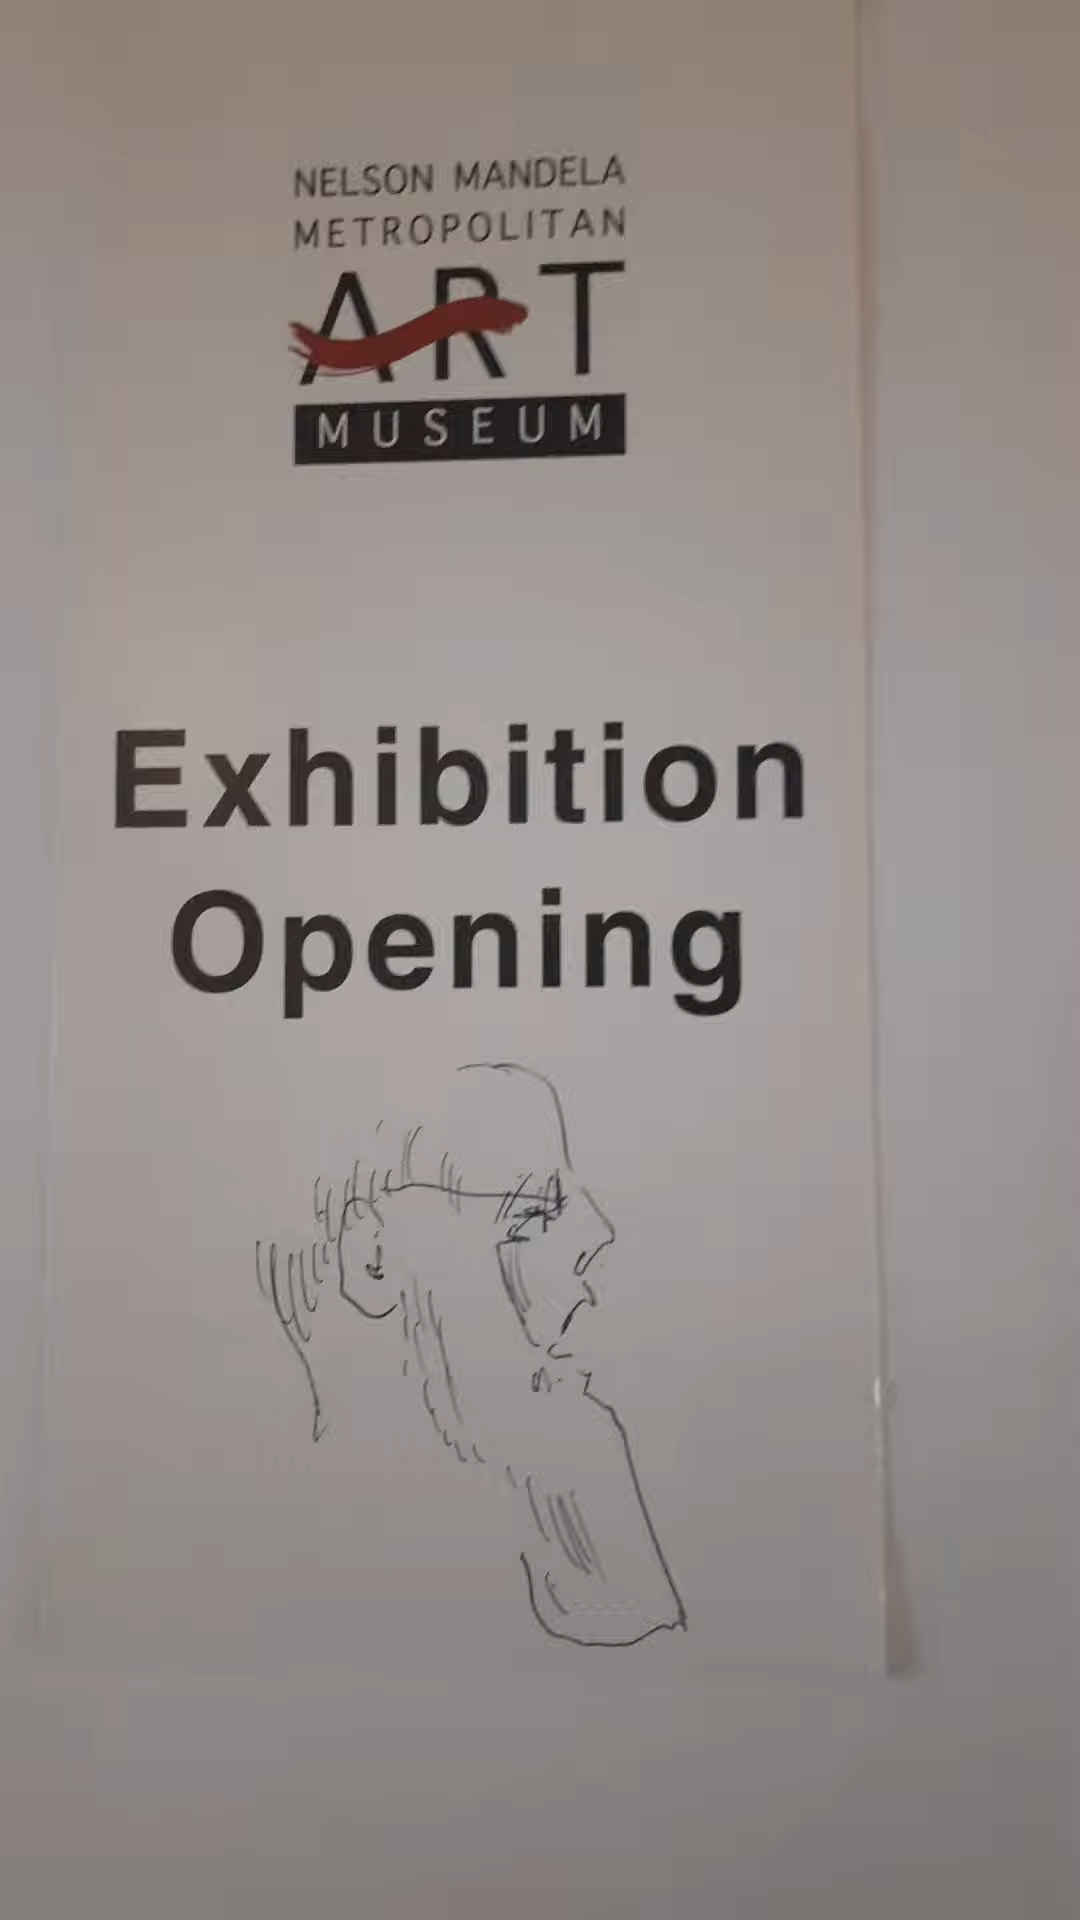 NELSON MANDELA
METROPOLITAN
ART
MUSEUM
Exhibition
Opening